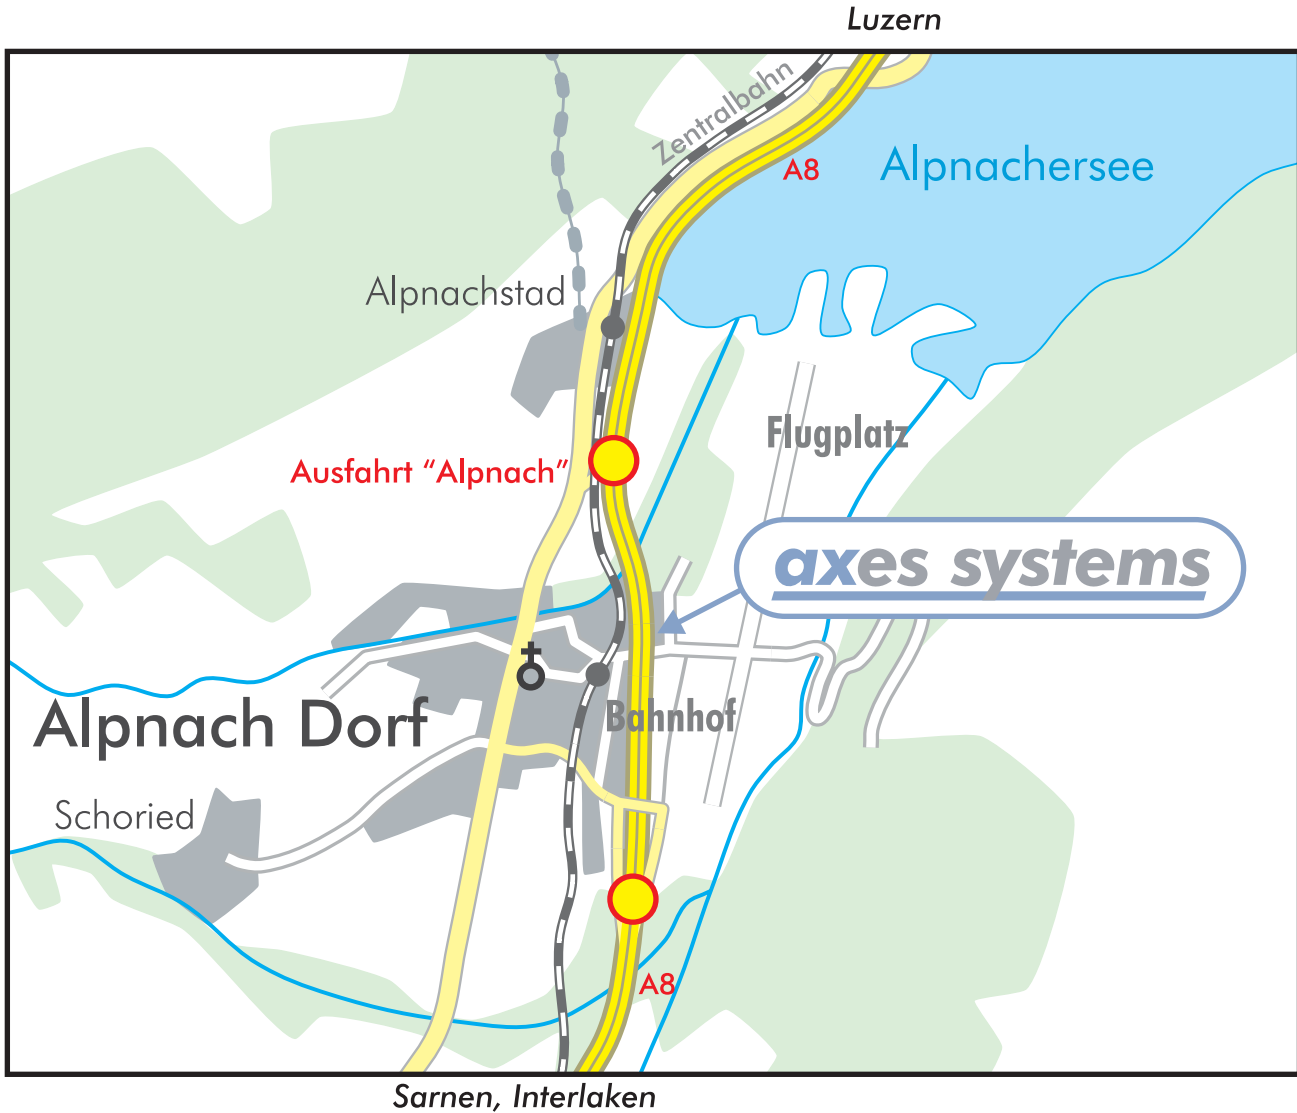 Luzern
Zentralbahn
A8
Alpnachersee
Alpnachstad
Flugplatz
Ausfahrt “Alpnach”
axes systems
Alpnach Dorf
Bahnhof
Schoried
A8
Sarnen, Interlaken